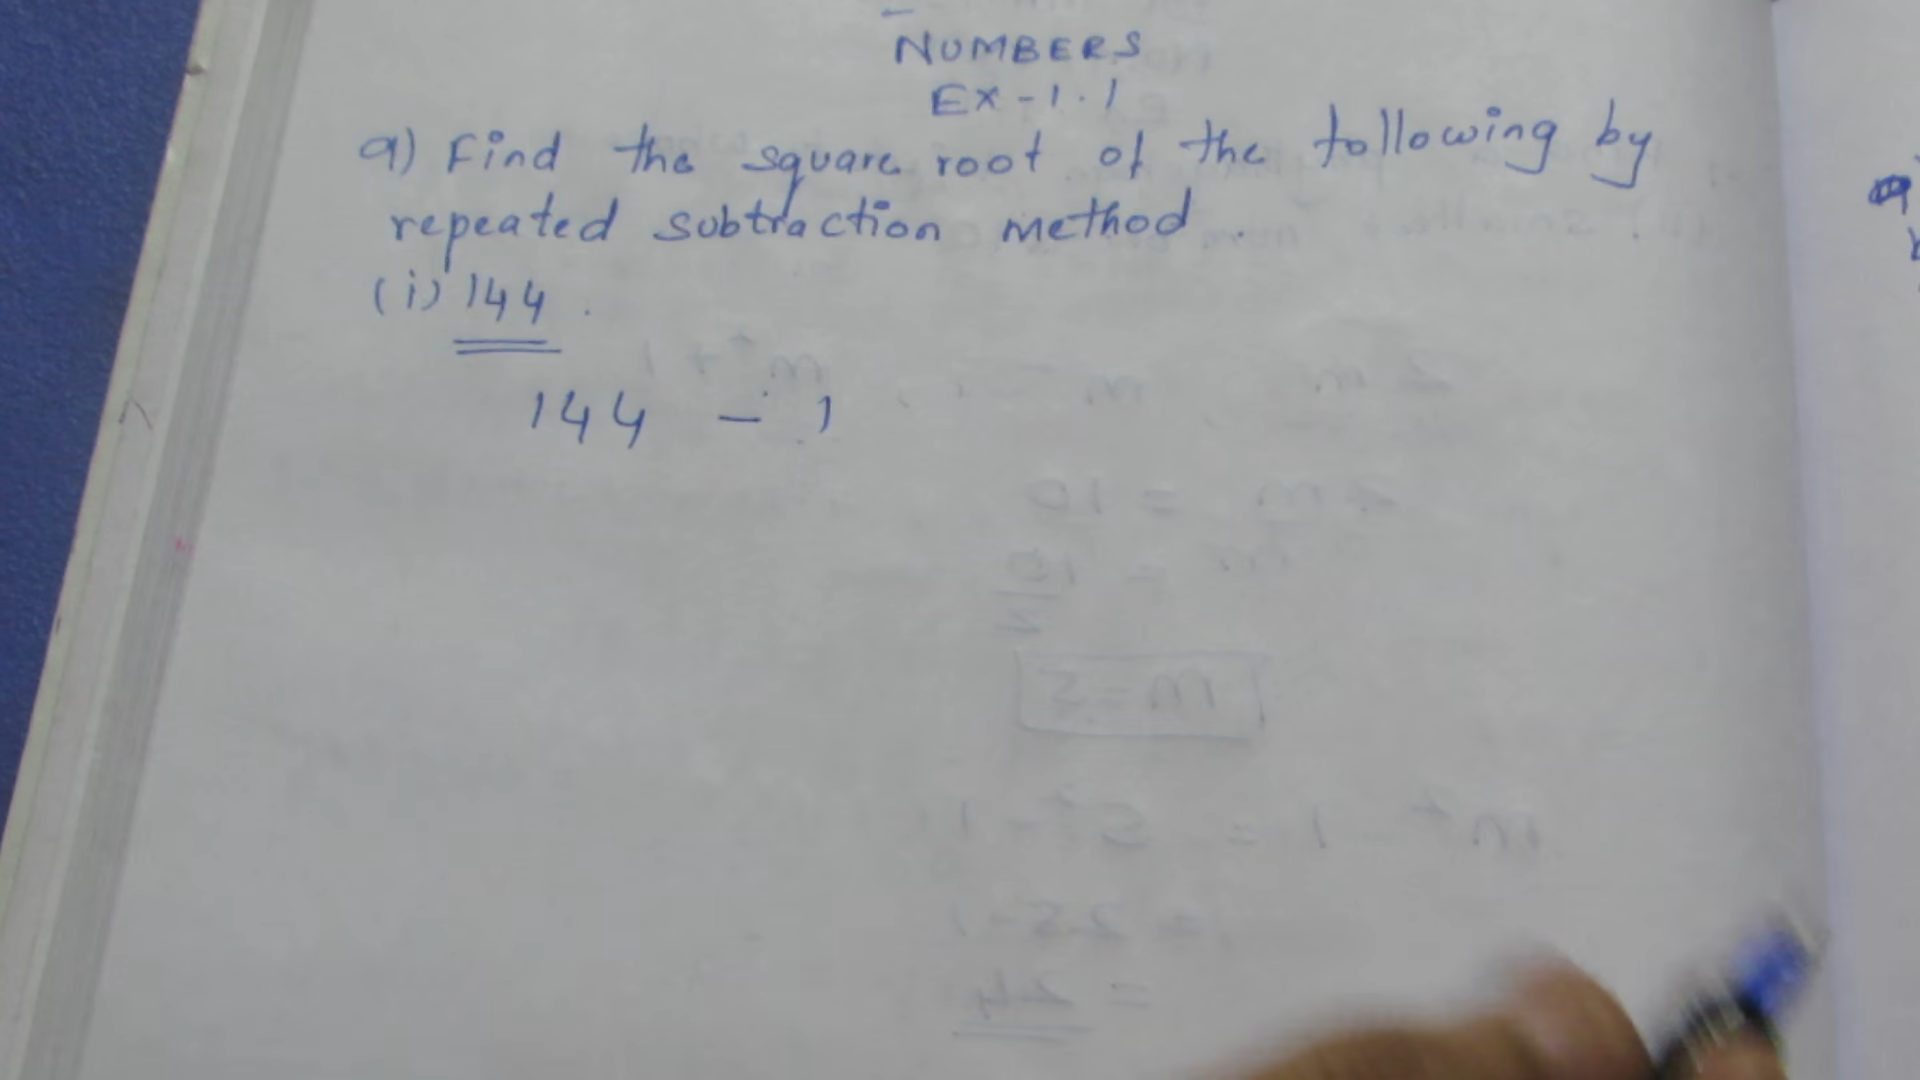 NUMBERS
EX-1.1
9) Find the square root of the following by
repeated subtraction method.
(i) 144.
144 - 1